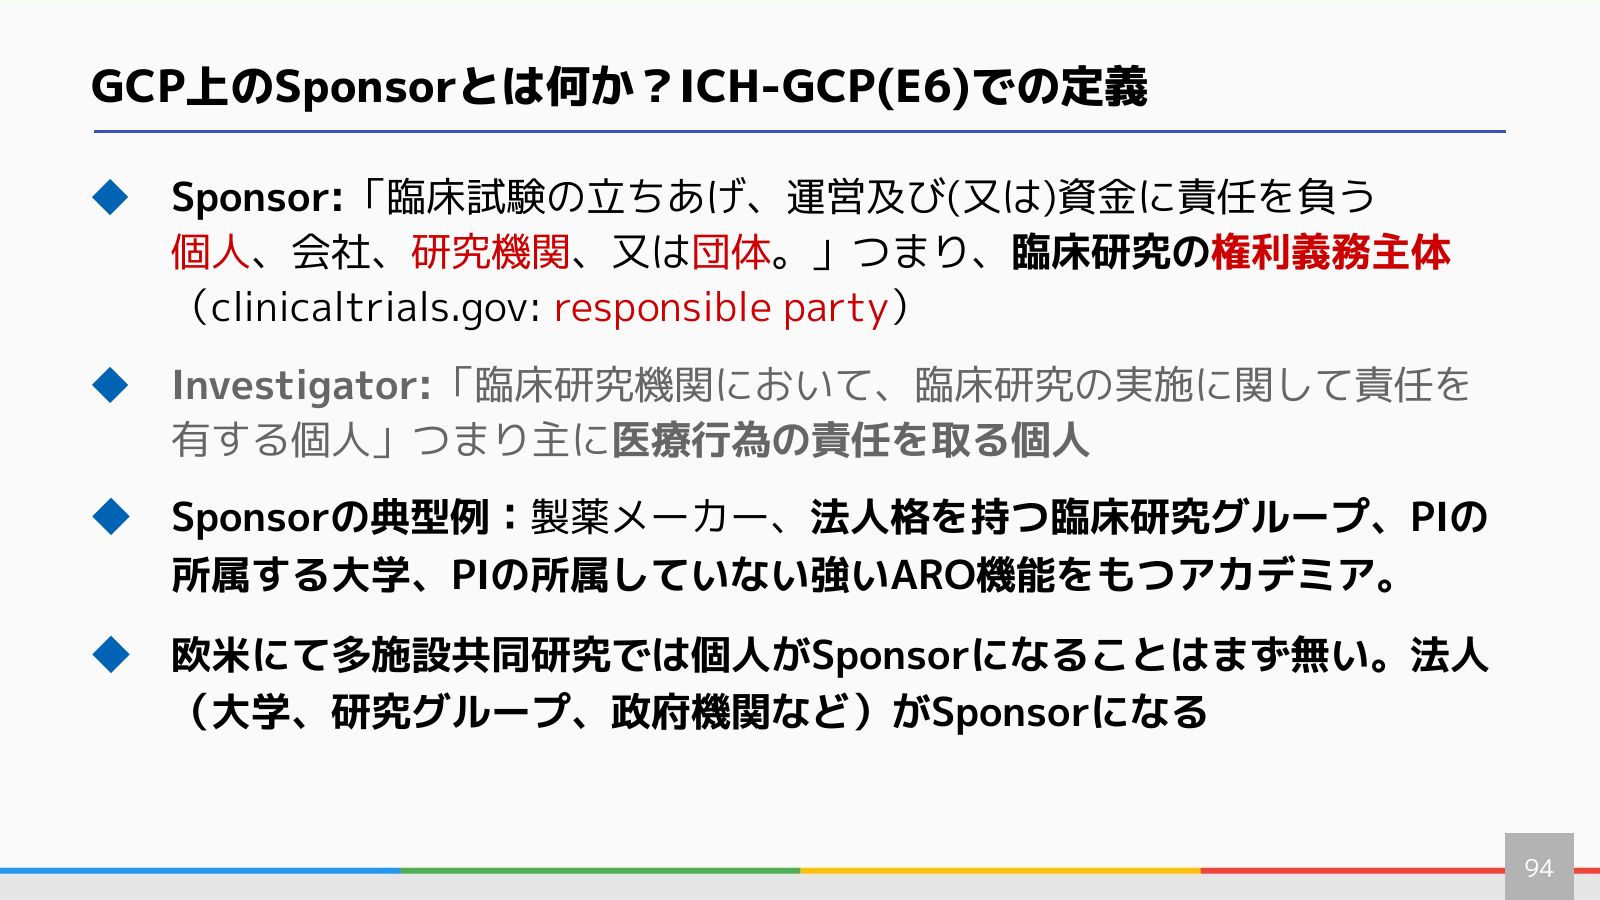 GCP上のSponsorとは何か？ICH-GCP(E6)での定義
Sponsor:「臨床試験の立ちあげ、運営及び(又は)資金に責任を負う
個人、会社、研究機関、又は団体。」つまり、臨床研究の権利義務主体
（clinicaltrials.gov: responsible party）
Investigator:「臨床研究機関において、臨床研究の実施に関して責任を
有する個人」つまり主に医療行為の責任を取る個人
Sponsorの典型例：製薬メーカー、法人格を持つ臨床研究グループ、PIの
所属する大学、PIの所属していない強いARO機能をもつアカデミア。
欧米にて多施設共同研究では個人がSponsorになることはまず無い。法人
（大学、研究グループ、政府機関など）がSponsorになる
94